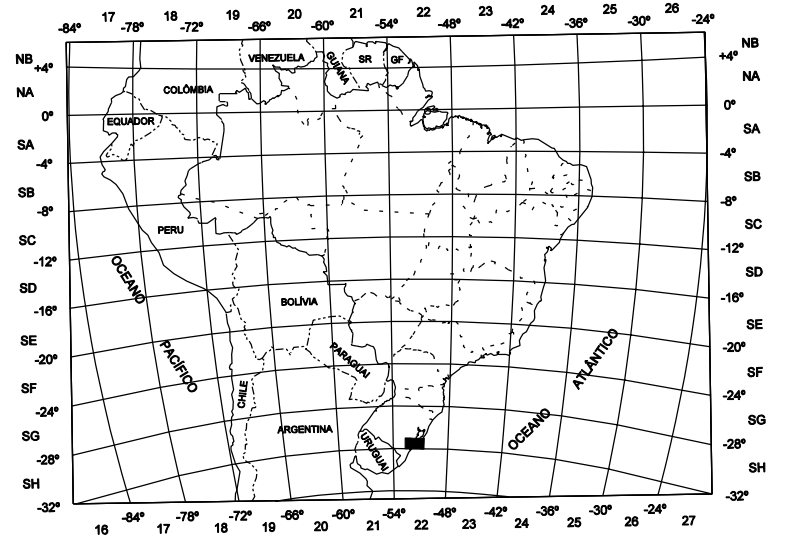 17 18 19 20 21 22 23 24 25 26
-84° -78° -72° -66° -60° -54° -48° -42° -36° -30° -24°
NB NB
+4° +4°
NA NA
0° 0°
SA SA
-4° -4°
SB SB
-8° -8°
SC SC
-12° -12°
SD SD
-16° -16°
SE SE
-20° -20°
SF SF
-24° -24°
SG SG
-28° -28°
SH SH
-32° -32°
VENEZUELA
GUIANA
SR
GF
COLÔMBIA
EQUADOR
PERU
OCEANO
PACÍFICO
BOLÍVIA
PARAGUAI
CHILE
ARGENTINA
URUGUAI
ATLÂNTICO
OCEANO
-84° -78° -72° -66° -60° -54° -48° -42° -36° -30°
16 17 18 19 20 21 22 23 24 25 26 27